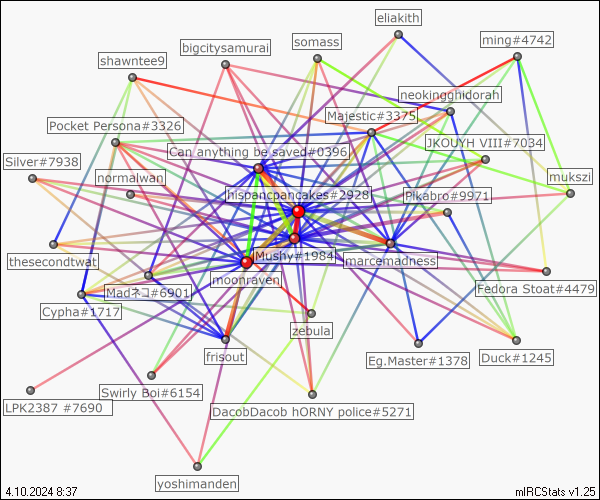 eliakith
ming#4742
bigcitysamurai
somass
shawntee9
neokingghidorah
Majestic#3375
Pocket Persona#3326
JKOUYH VIII#7034
Can anything be saved#0396
Silver#7938
normalwan
hispancpancakes#2928
Pikabro#9971
mukszi
thesecondtwat
Mushy#1984
marcemadness
moonraven
Fedora Stoat#4479
Madネコ#6901
Cypha#1717
zebula
frisout
Eg.Master#1378
Duck#1245
Swirly Boi#6154
LPK2387 #7690
DacobDacob hORNY police#5271
yoshimanden
4.10.2024 8:37
mIRCStats v1.25